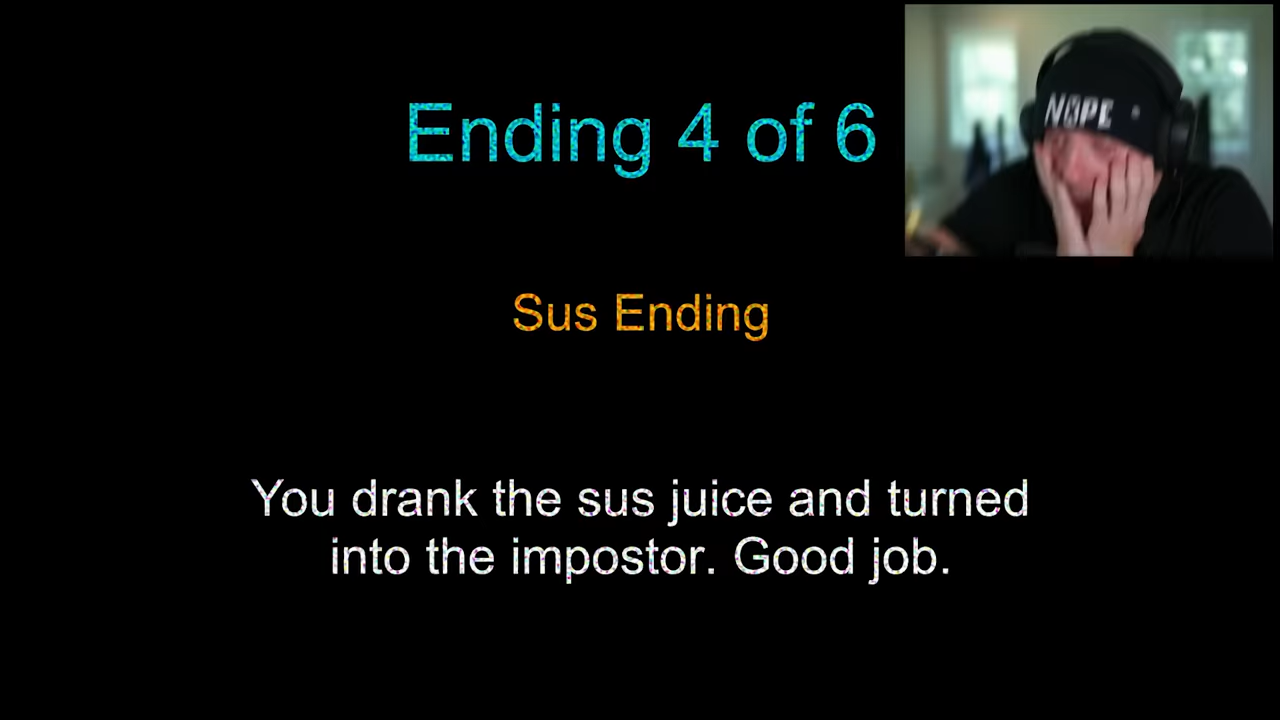 Ending 4 of 6
NOPE
Sus Ending
You drank the sus juice and turned
into the impostor. Good job.